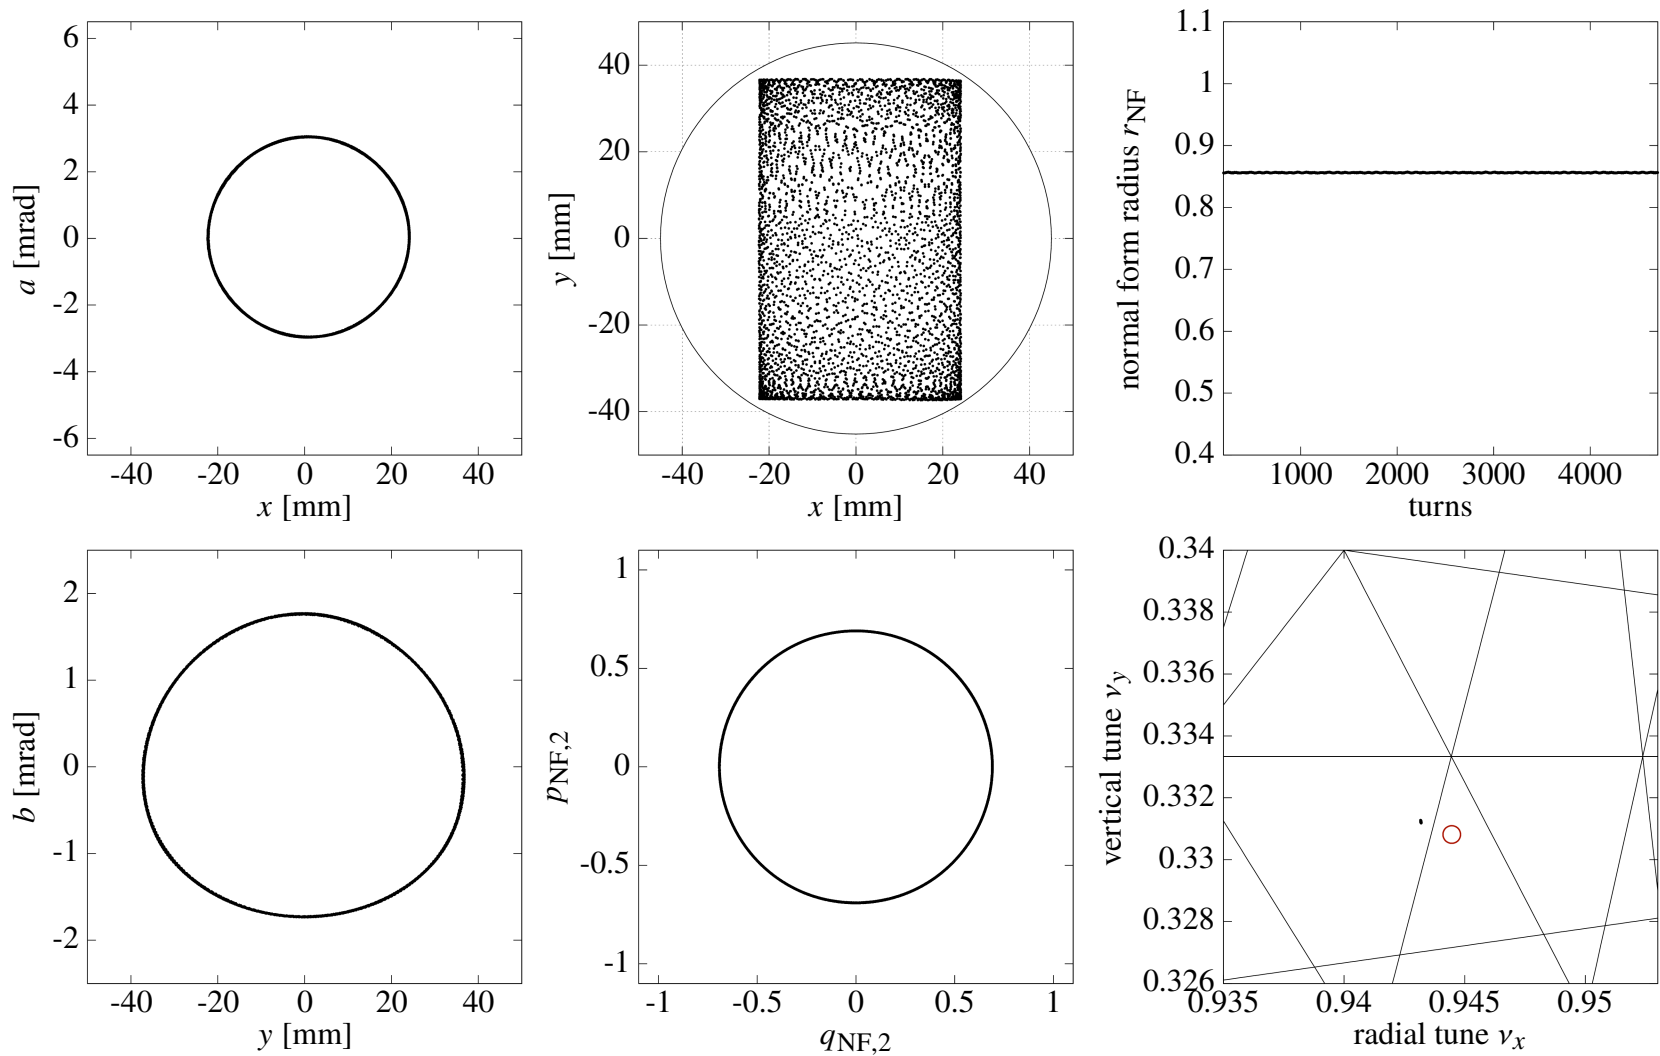 6
4
2
0
-2
-4
-6
a [mrad]
-40 -20 0 20 40
x [mm]
40
20
0
-20
-40
y [mm]
-40 -20 0 20 40
x [mm]
1.1
1
0.9
0.8
0.7
0.6
0.5
0.4
normal form radius rNF
1000 2000 3000 4000
turns
2
1
0
-1
-2
b [mrad]
-40 -20 0 20 40
y [mm]
1
0.5
0
-0.5
-1
pNF,2
-1 -0.5 0 0.5 1
qNF,2
0.34
0.338
0.336
0.334
0.332
0.33
0.328
0.326
vertical tune νy
0.935 0.94 0.945 0.95
radial tune νx